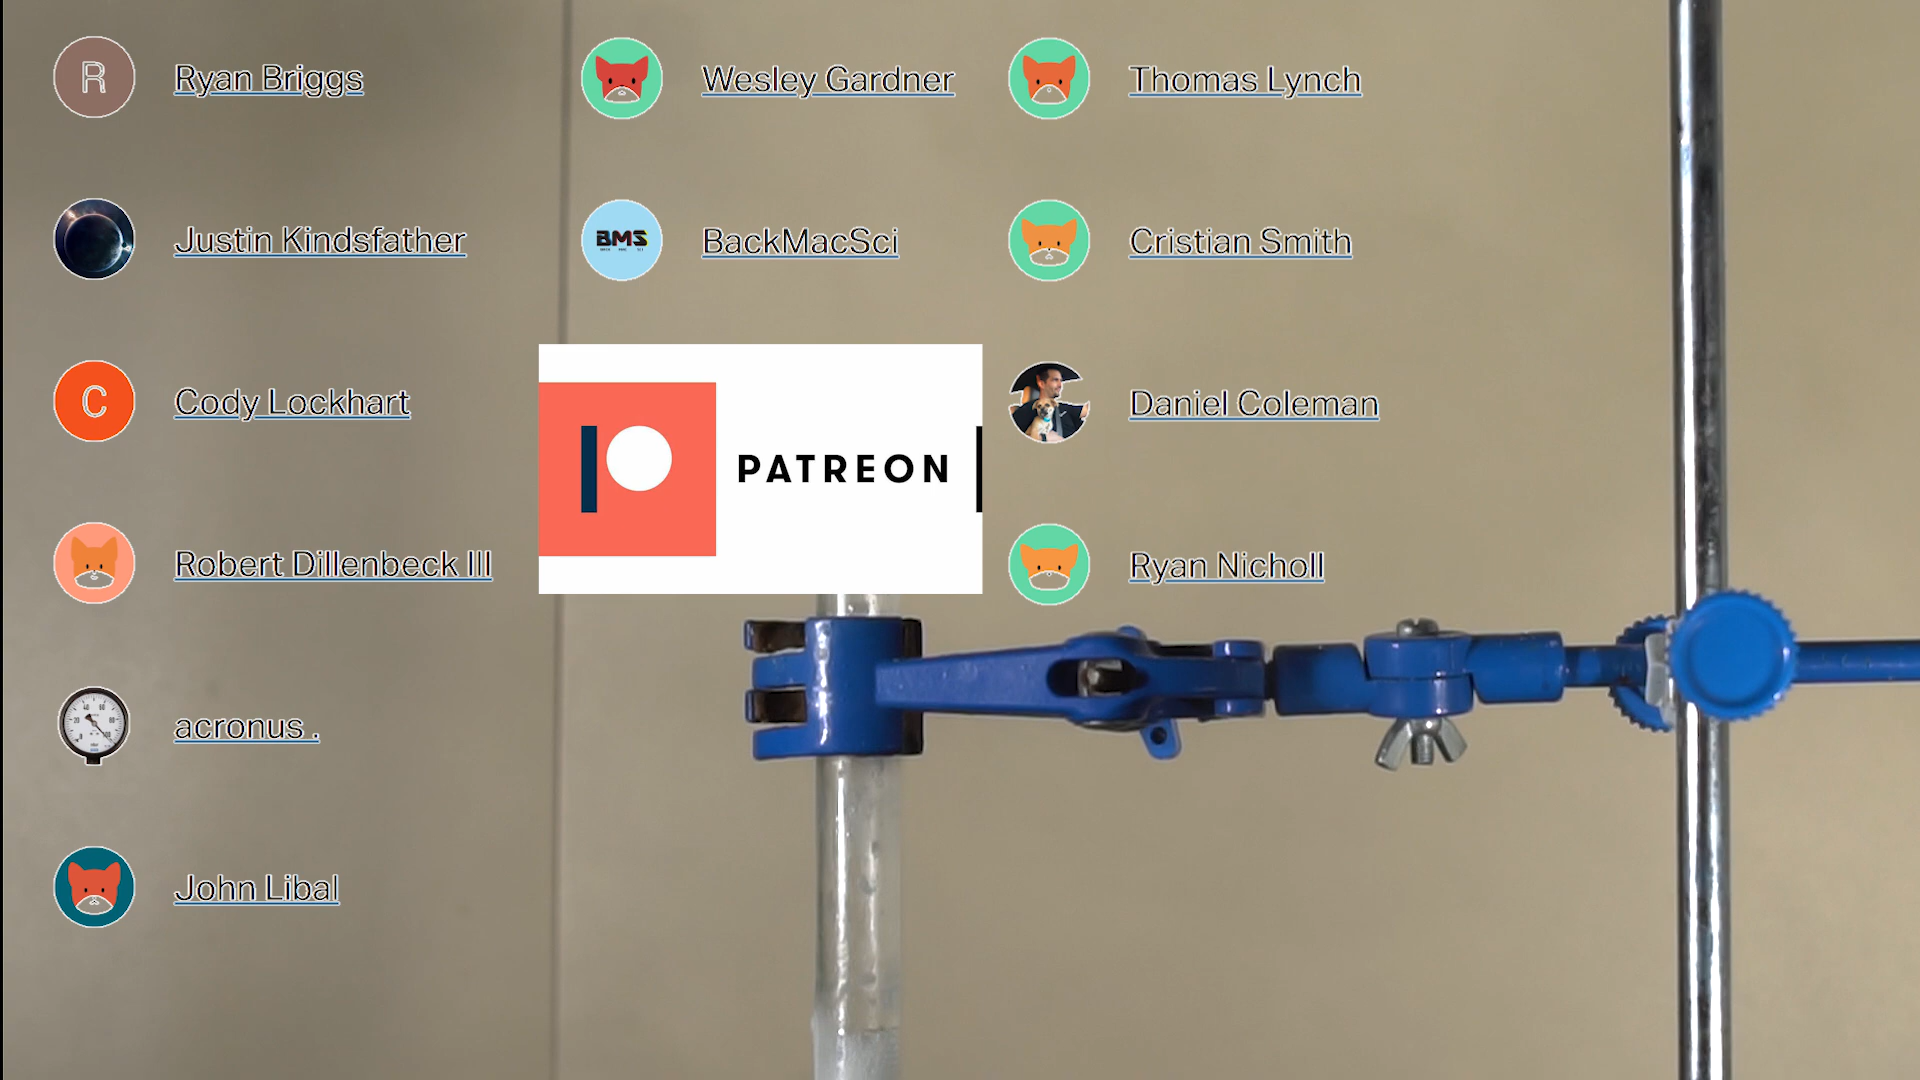 R
Ryan Briggs
Justin Kindsfather
C
Cody Lockhart
Robert Dillenbeck III
acronus .
John Libal
Wesley Gardner
BMS
BackMacSci
PATREON
Thomas Lynch
Cristian Smith
Daniel Coleman
Ryan Nicholl